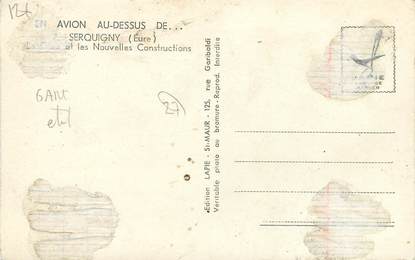 EN AVION AU-DESSUS DE...
SERQUIGNY (Eure)
et les Nouvelles Constructions
27
Edition LAPIE - St-MAUR - 125, rue Garibaldi
Véritable photo au bromure - Reprod. Interdite
LAPIE